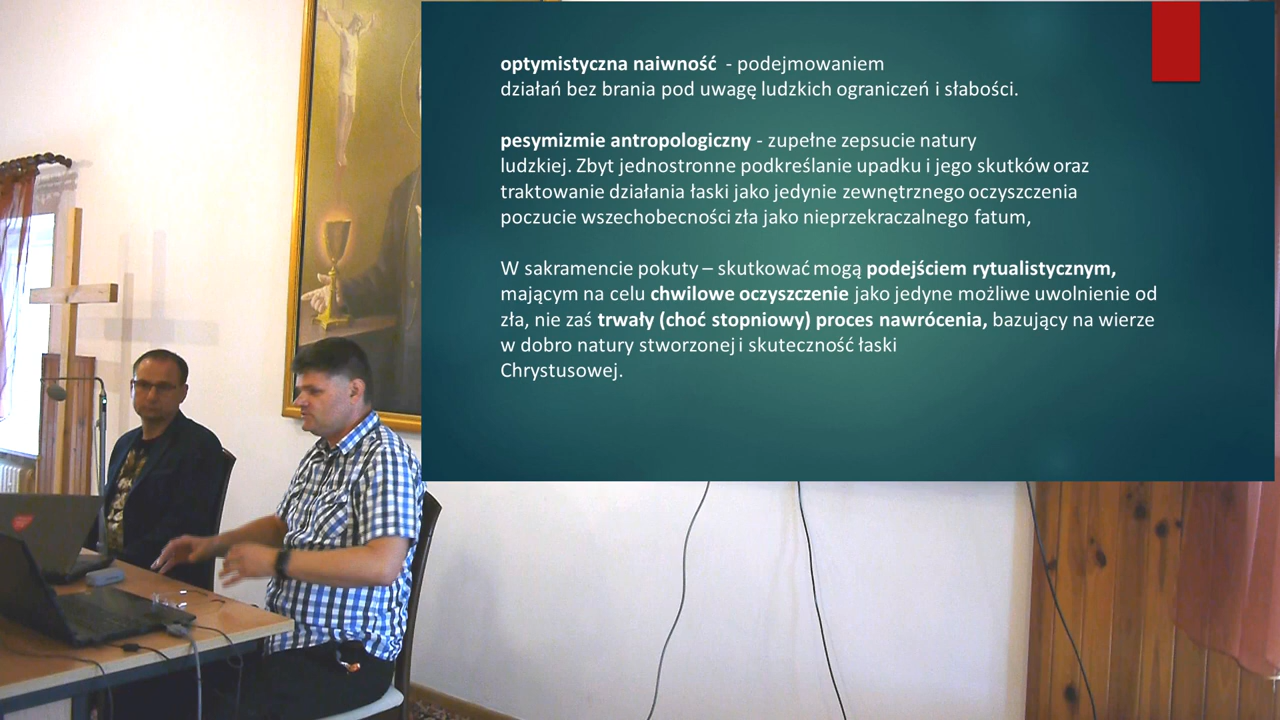 optymistyczna naiwność - podejmowaniem
działań bez brania pod uwagę ludzkich ograniczeń i słabości.
pesymizmie antropologiczny - zupełne zepsucie natury
ludzkiej. Zbyt jednostronne podkreślanie upadku i jego skutków oraz
traktowanie działania łaski jako jedynie zewnętrznego oczyszczenia
poczucie wszechobecności zła jako nieprzekraczalnego fatum,
W sakramencie pokuty – skutkować mogą podejściem rytualistycznym,
mającym na celu chwilowe oczyszczenie jako jedyne możliwe uwolnienie od
zła, nie zaś trwały (choć stopniowy) proces nawrócenia, bazujący na wierze
w dobro natury stworzonej i skuteczność łaski
Chrystusowej.